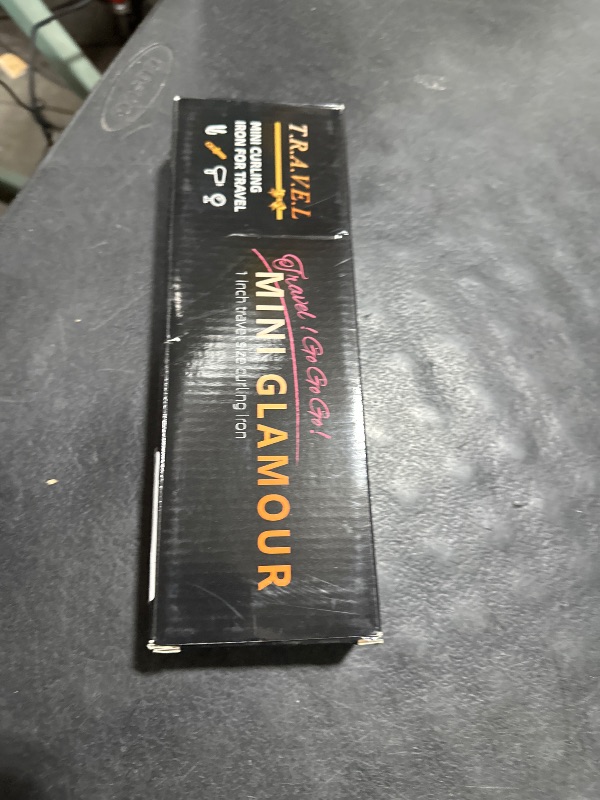 T.R.A.V.E.L
MINI CURLING
IRON FOR TRAVEL
Travel ! Go Go Go!
MINI GLAMOUR
1 inch travel size curling iron